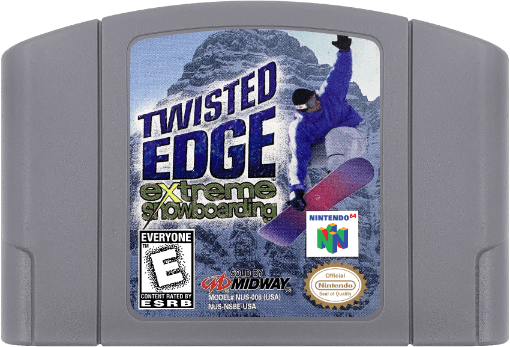 TWISTED
EDGE
extreme
snowboarding
NINTENDO 64
EVERYONE
TM
E
CONTENT RATED BY
ESRB
SOLD BY
MIDWAY
MODEL# NUS-006 (USA)
NUS-NSBE-USA
Official
Nintendo
Seal of Quality